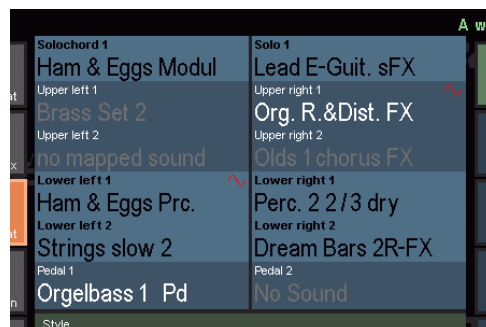 A w
Solochord 1
Ham & Eggs Modul
Solo 1
Lead E-Guit. sFX
Upper left 1
Brass Set 2
Upper right 1
Org. R.&Dist. FX
Upper left 2
no mapped sound
Upper right 2
Olds 1 chorus FX
Lower left 1
Ham & Eggs Prc.
Lower right 1
Perc. 2 2/3 dry
Lower left 2
Strings slow 2
Lower right 2
Dream Bars 2R-FX
Pedal 1
Orgelbass 1 Pd
Pedal 2
No Sound
Style
at
x
at
n